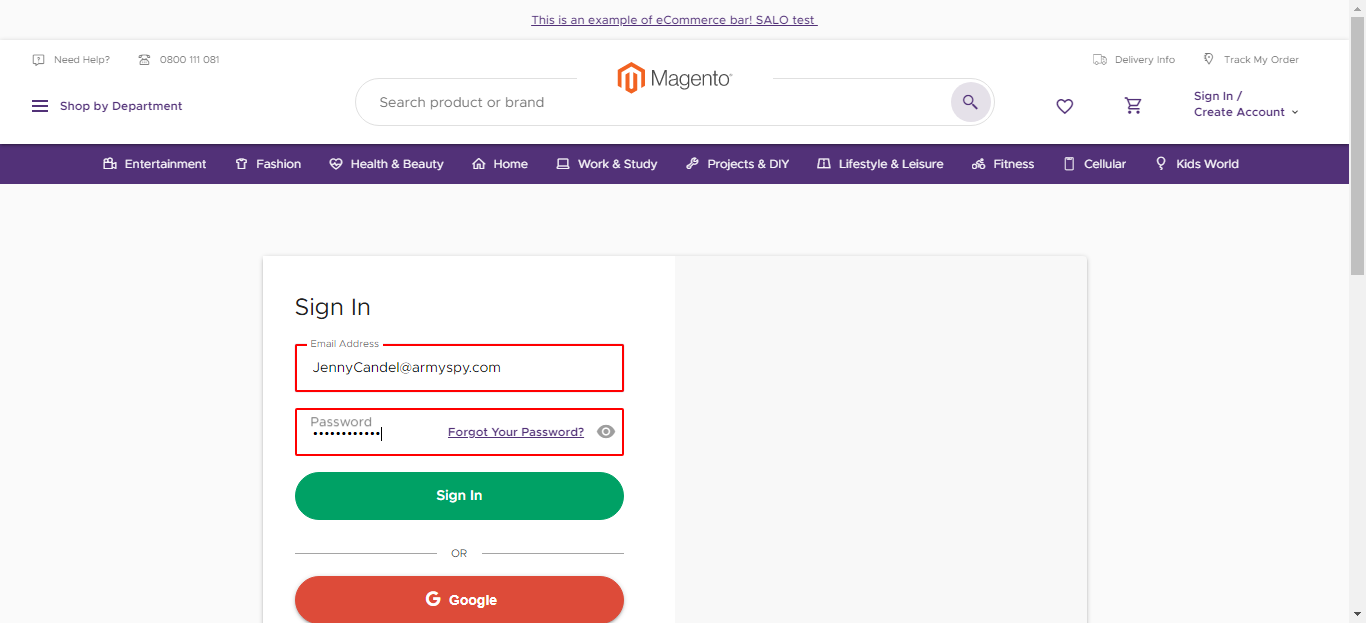 This is an example of eCommerce bar! SALO test
Need Help?
0800 111 081
Magento
Delivery Info
Track My Order
Shop by Department
Search product or brand
Sign In /
Create Account
Entertainment
Fashion
Health & Beauty
Home
Work & Study
Projects & DIY
Lifestyle & Leisure
Fitness
Cellular
Kids World
Sign In
Email Address
JennyCandel@armyspy.com
Password
Forgot Your Password?
Sign In
OR
G Google